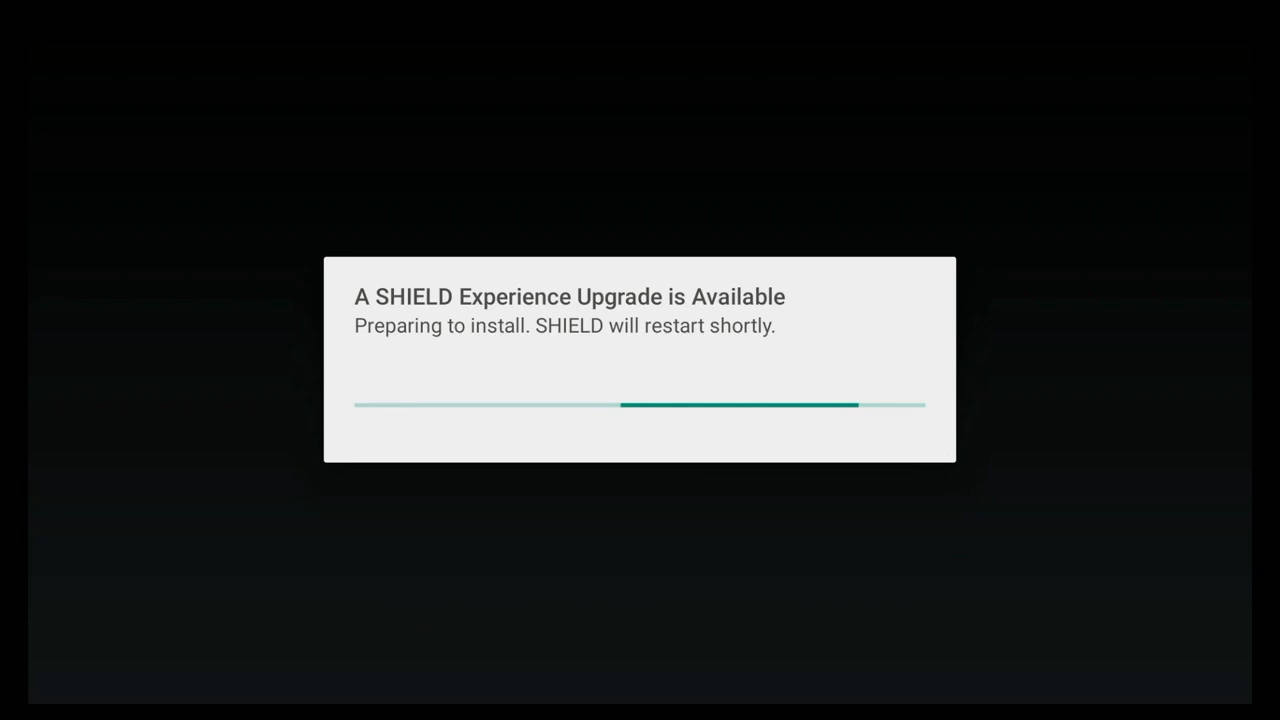 A SHIELD Experience Upgrade is Available
Preparing to install. SHIELD will restart shortly.